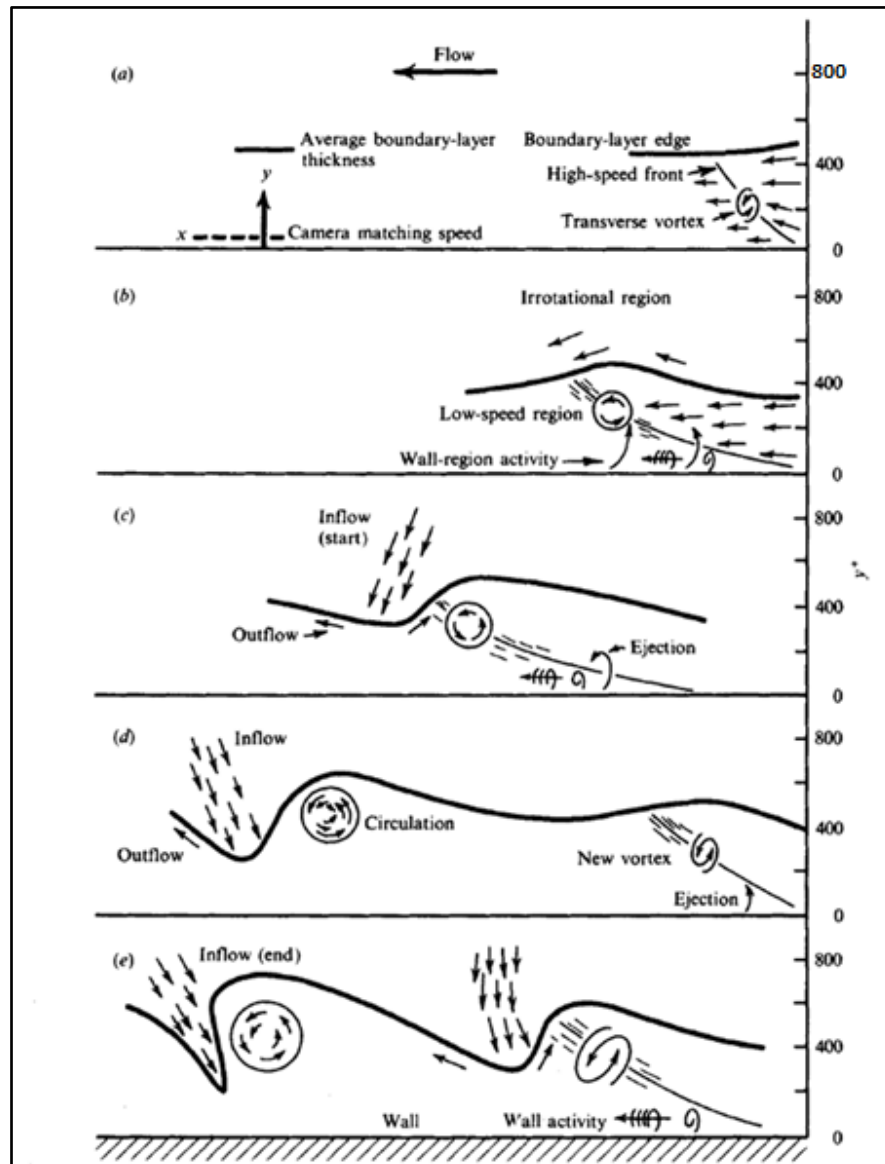 (a)
Flow
800
Average boundary-layer
thickness
Boundary-layer edge
400
High-speed front
y
Transverse vortex
x
Camera matching speed
0
(b)
Irrotational region
800
400
Low-speed region
Wall-region activity
0
(c)
Inflow
(start)
800
y+
400
Outflow
Ejection
0
(d)
Inflow
800
Circulation
400
Outflow
New vortex
Ejection
0
(e)
Inflow (end)
800
400
Wall
Wall activity
0